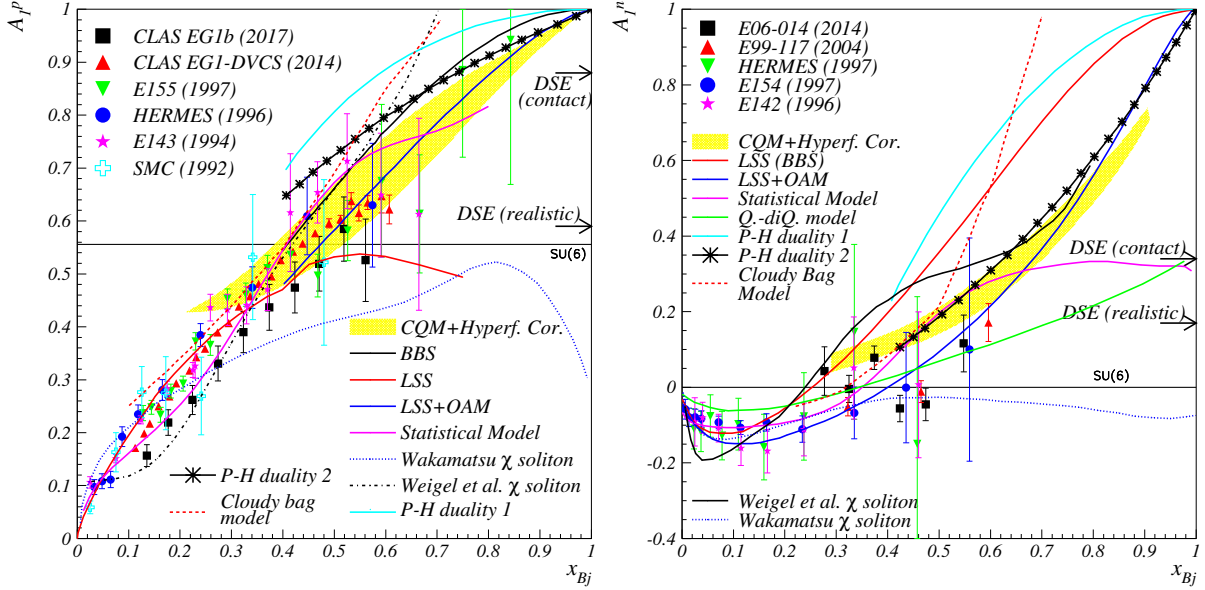 A₁ᵖ
1
0.9
0.8
0.7
0.6
0.5
0.4
0.3
0.2
0.1
0
CLAS EG1b (2017)
CLAS EG1-DVCS (2014)
E155 (1997)
HERMES (1996)
E143 (1994)
SMC (1992)
DSE
(contact)
DSE (realistic)
SU(6)
CQM+Hyperf. Cor.
BBS
LSS
LSS+OAM
Statistical Model
Wakamatsu χ soliton
Weigel et al. χ soliton
P-H duality 1
P-H duality 2
Cloudy bag
model
0 0.1 0.2 0.3 0.4 0.5 0.6 0.7 0.8 0.9 1
x_Bj
A₁ⁿ
1
0.8
0.6
0.4
0.2
0
-0.2
-0.4
E06-014 (2014)
E99-117 (2004)
HERMES (1997)
E154 (1997)
E142 (1996)
CQM+Hyperf. Cor.
LSS (BBS)
LSS+OAM
Statistical Model
Q.-diQ. model
P-H duality 1
P-H duality 2
Cloudy Bag
Model
DSE (contact)
DSE (realistic)
SU(6)
Weigel et al. χ soliton
Wakamatsu χ soliton
0 0.1 0.2 0.3 0.4 0.5 0.6 0.7 0.8 0.9 1
x_Bj